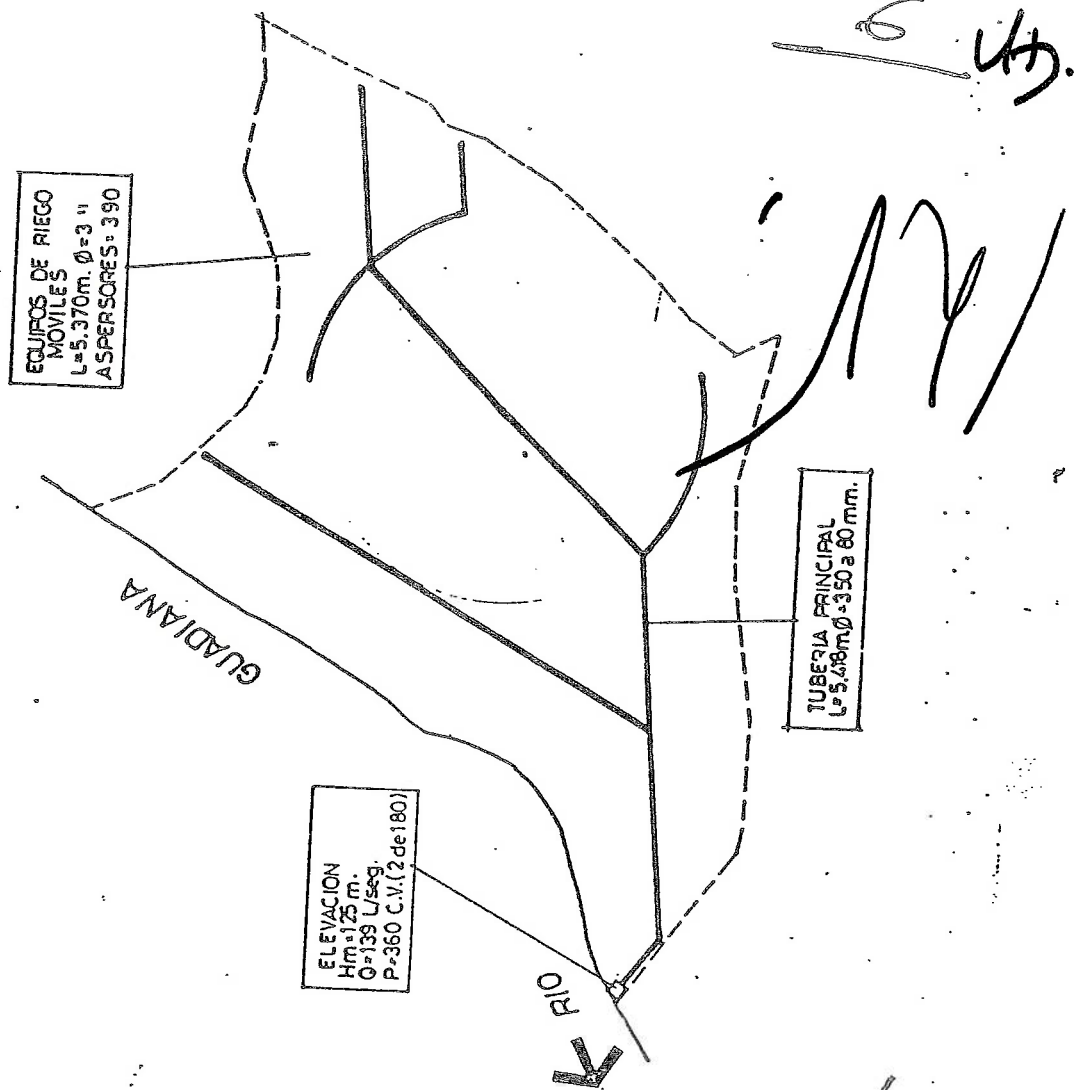 EQUIPOS DE RIEGO
MOVILES
L=5.370m. Ø=3"
ASPERSORES=390
GUADIANA
TUBERIA PRINCIPAL
L=5.418m Ø=350 a 80 mm.
ELEVACION
Hm=125 m.
Q=139 L/seg.
P=360 C.V.(2 de 180)
RIO